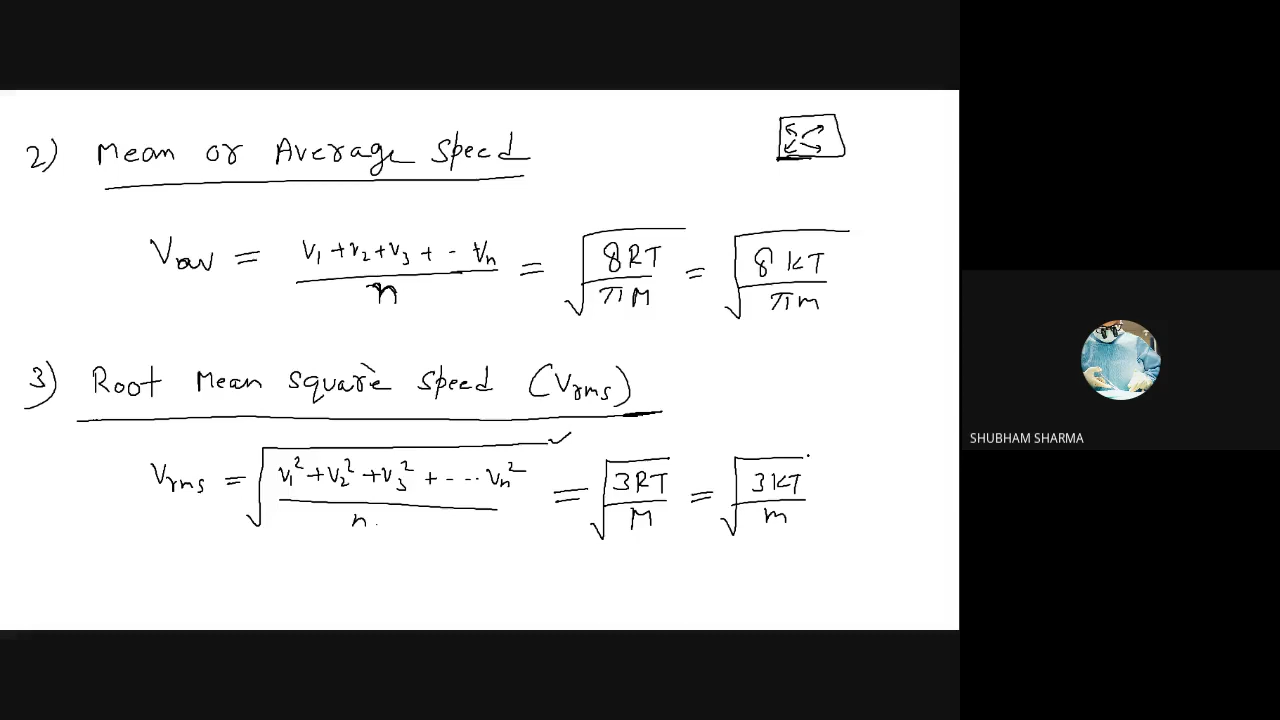 2) Mean or Average Speed
Vav = v₁+v₂+v₃+--vₙ / n = √(8RT/πM) = √(8KT/πm)
3) Root Mean square speed (Vrms)
Vrms = √(v₁²+v₂²+v₃²+--··vₙ² / n) = √(3RT/M) = √(3KT/m)
SHUBHAM SHARMA